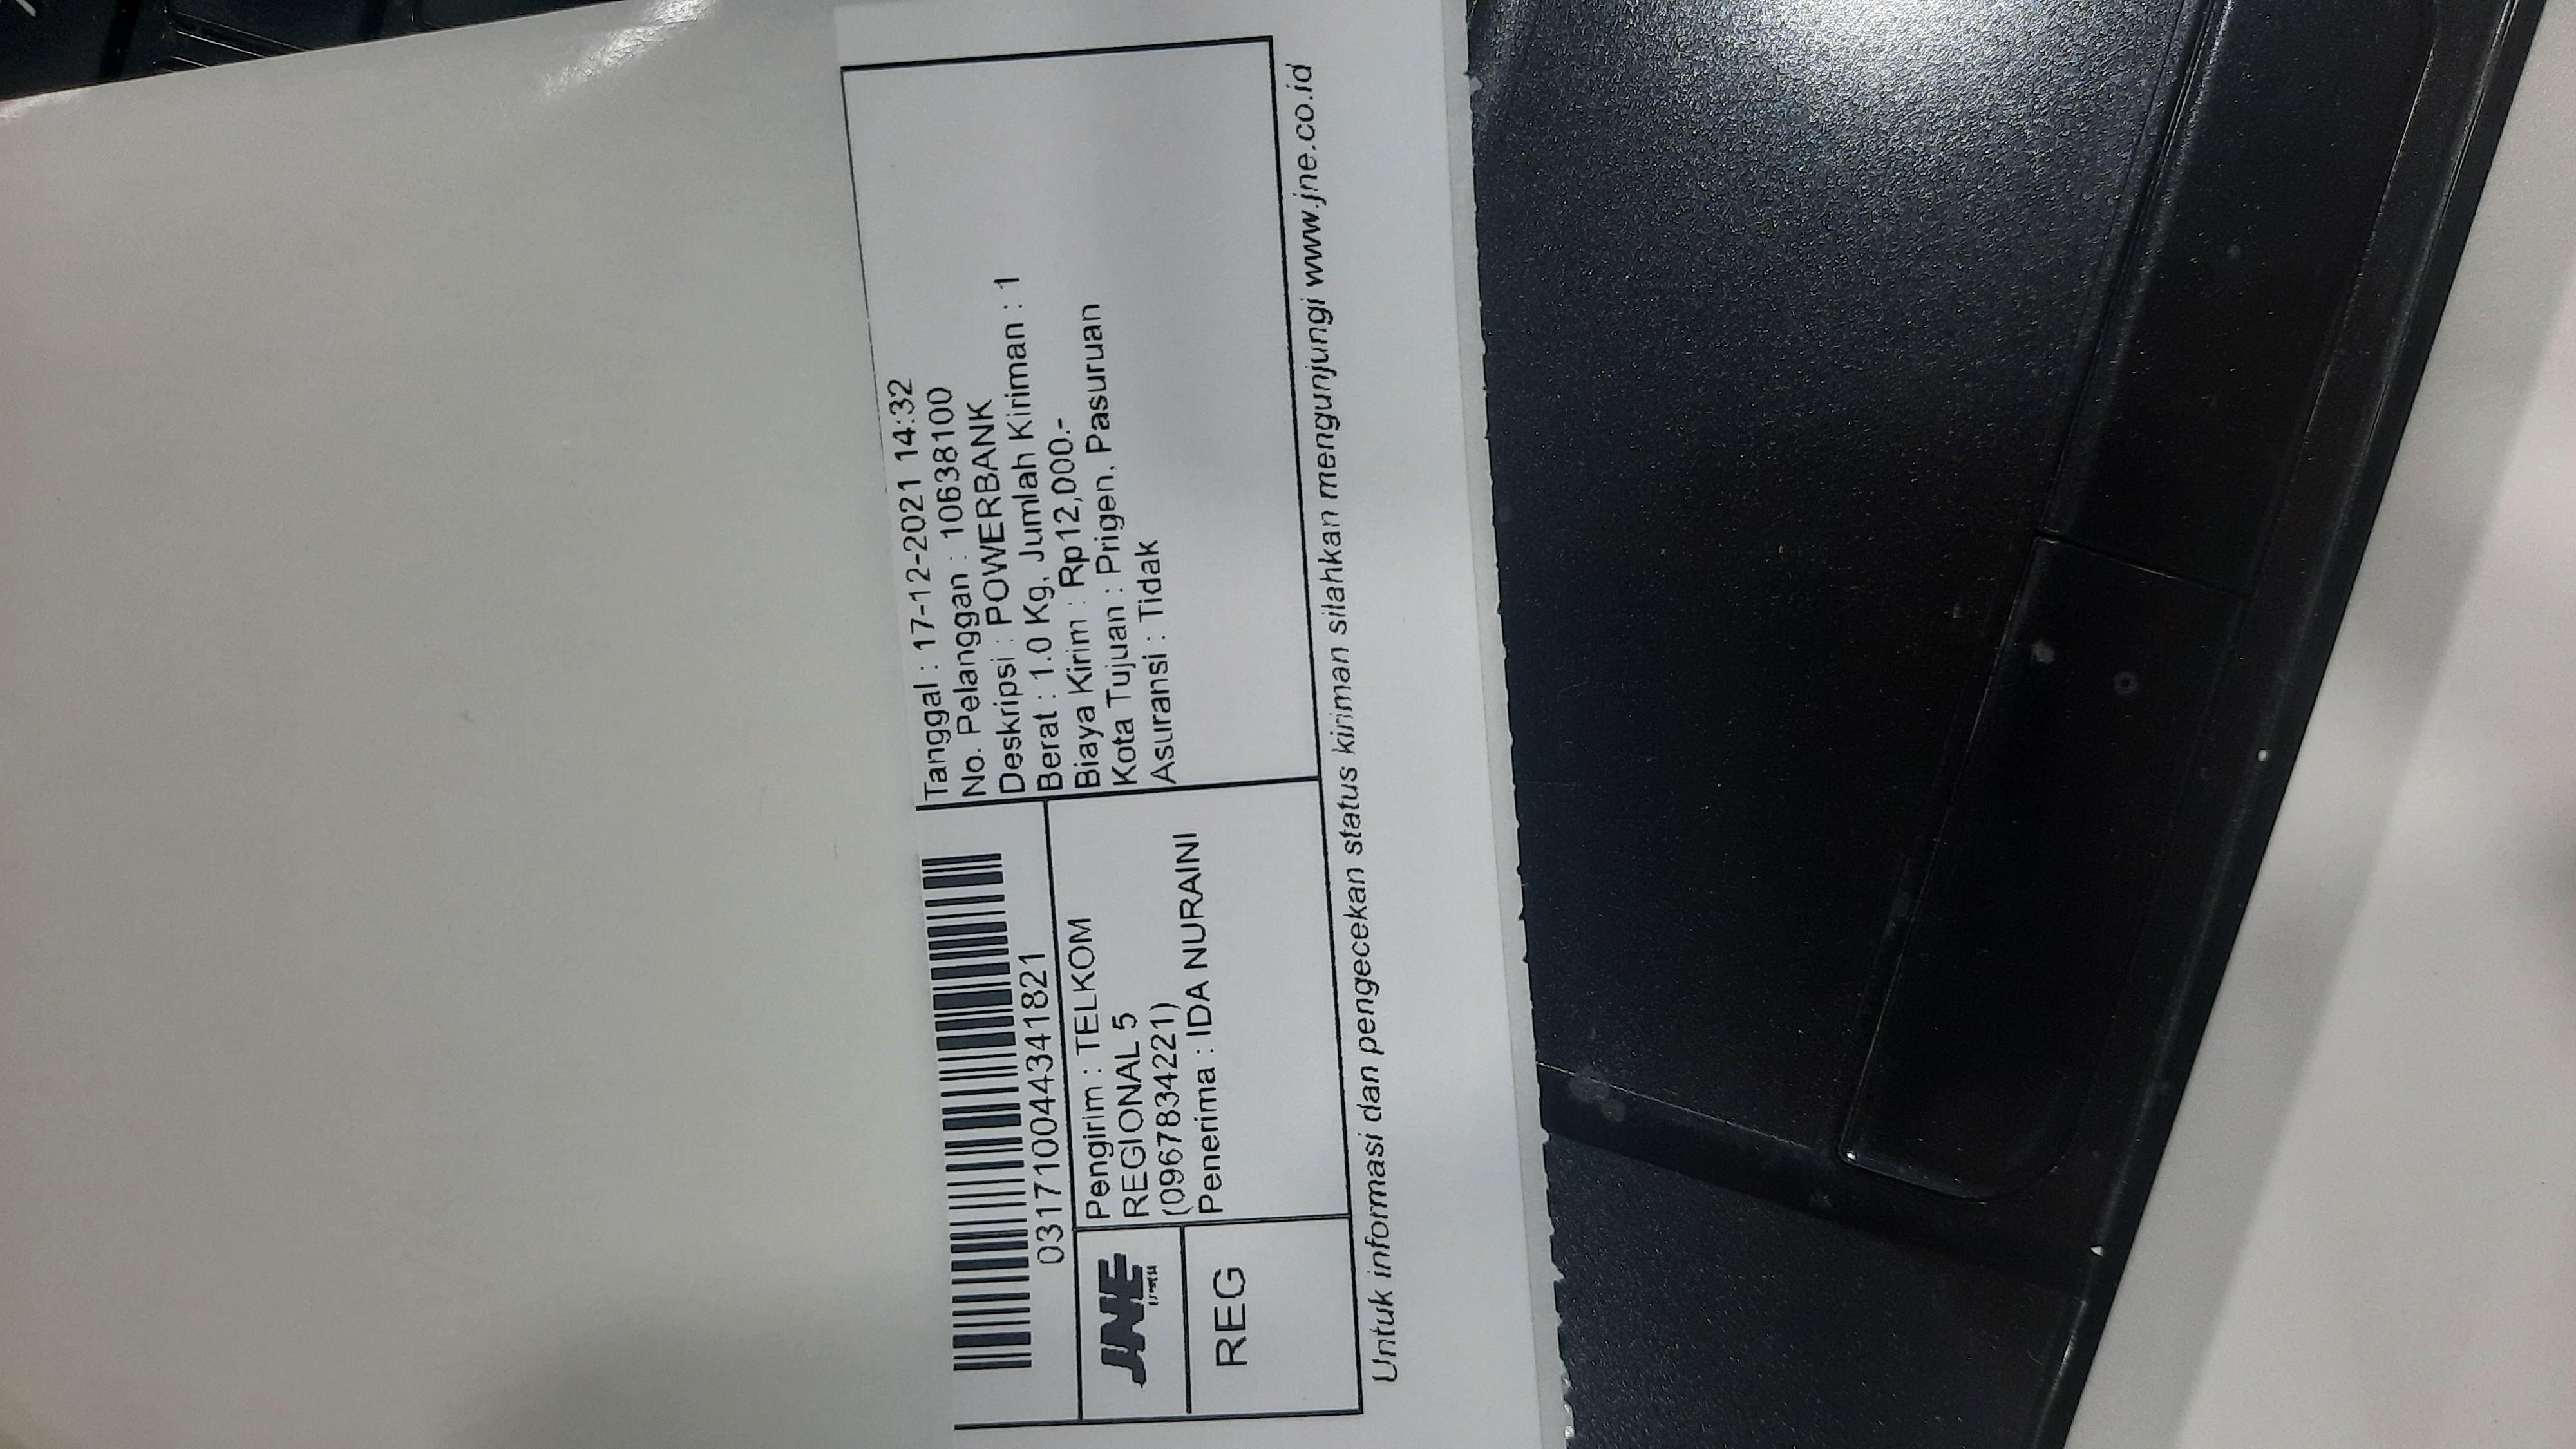 031710044341821
JNE
REG
Pengirim : TELKOM
REGIONAL 5
(0967834221)
Penerima : IDA NURAINI
Tanggal : 17-12-2021 14:32
No. Pelanggan : 10638100
Deskripsi : POWERBANK
Berat : 1.0 Kg, Jumlah Kiriman : 1
Biaya Kirim : Rp12,000.-
Kota Tujuan : Prigen, Pasuruan
Asuransi : Tidak
Untuk informasi dan pengecekan status kiriman silahkan mengunjungi www.jne.co.id